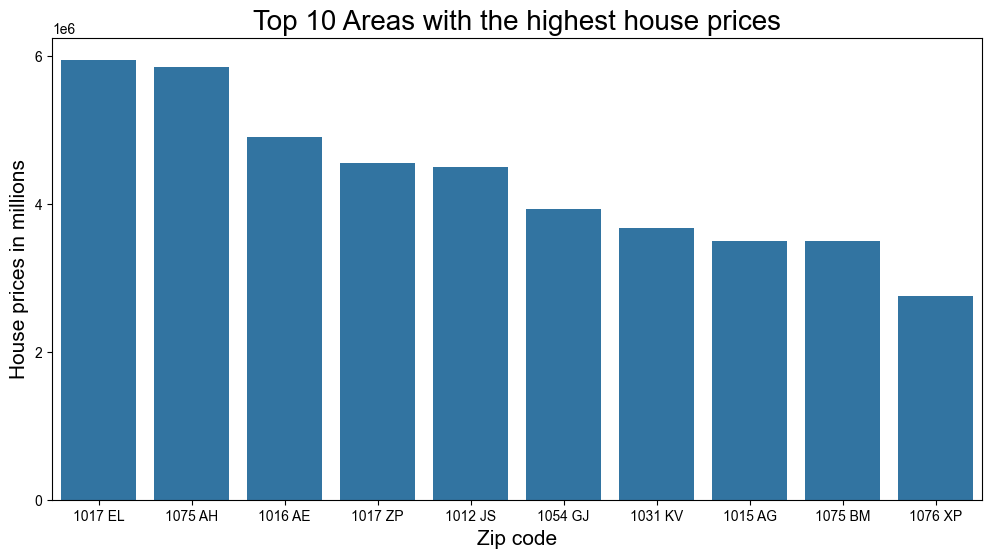 Top 10 Areas with the highest house prices
1e6
6
4
2
0
House prices in millions
1017 EL 1075 AH 1016 AE 1017 ZP 1012 JS 1054 GJ 1031 KV 1015 AG 1075 BM 1076 XP
Zip code